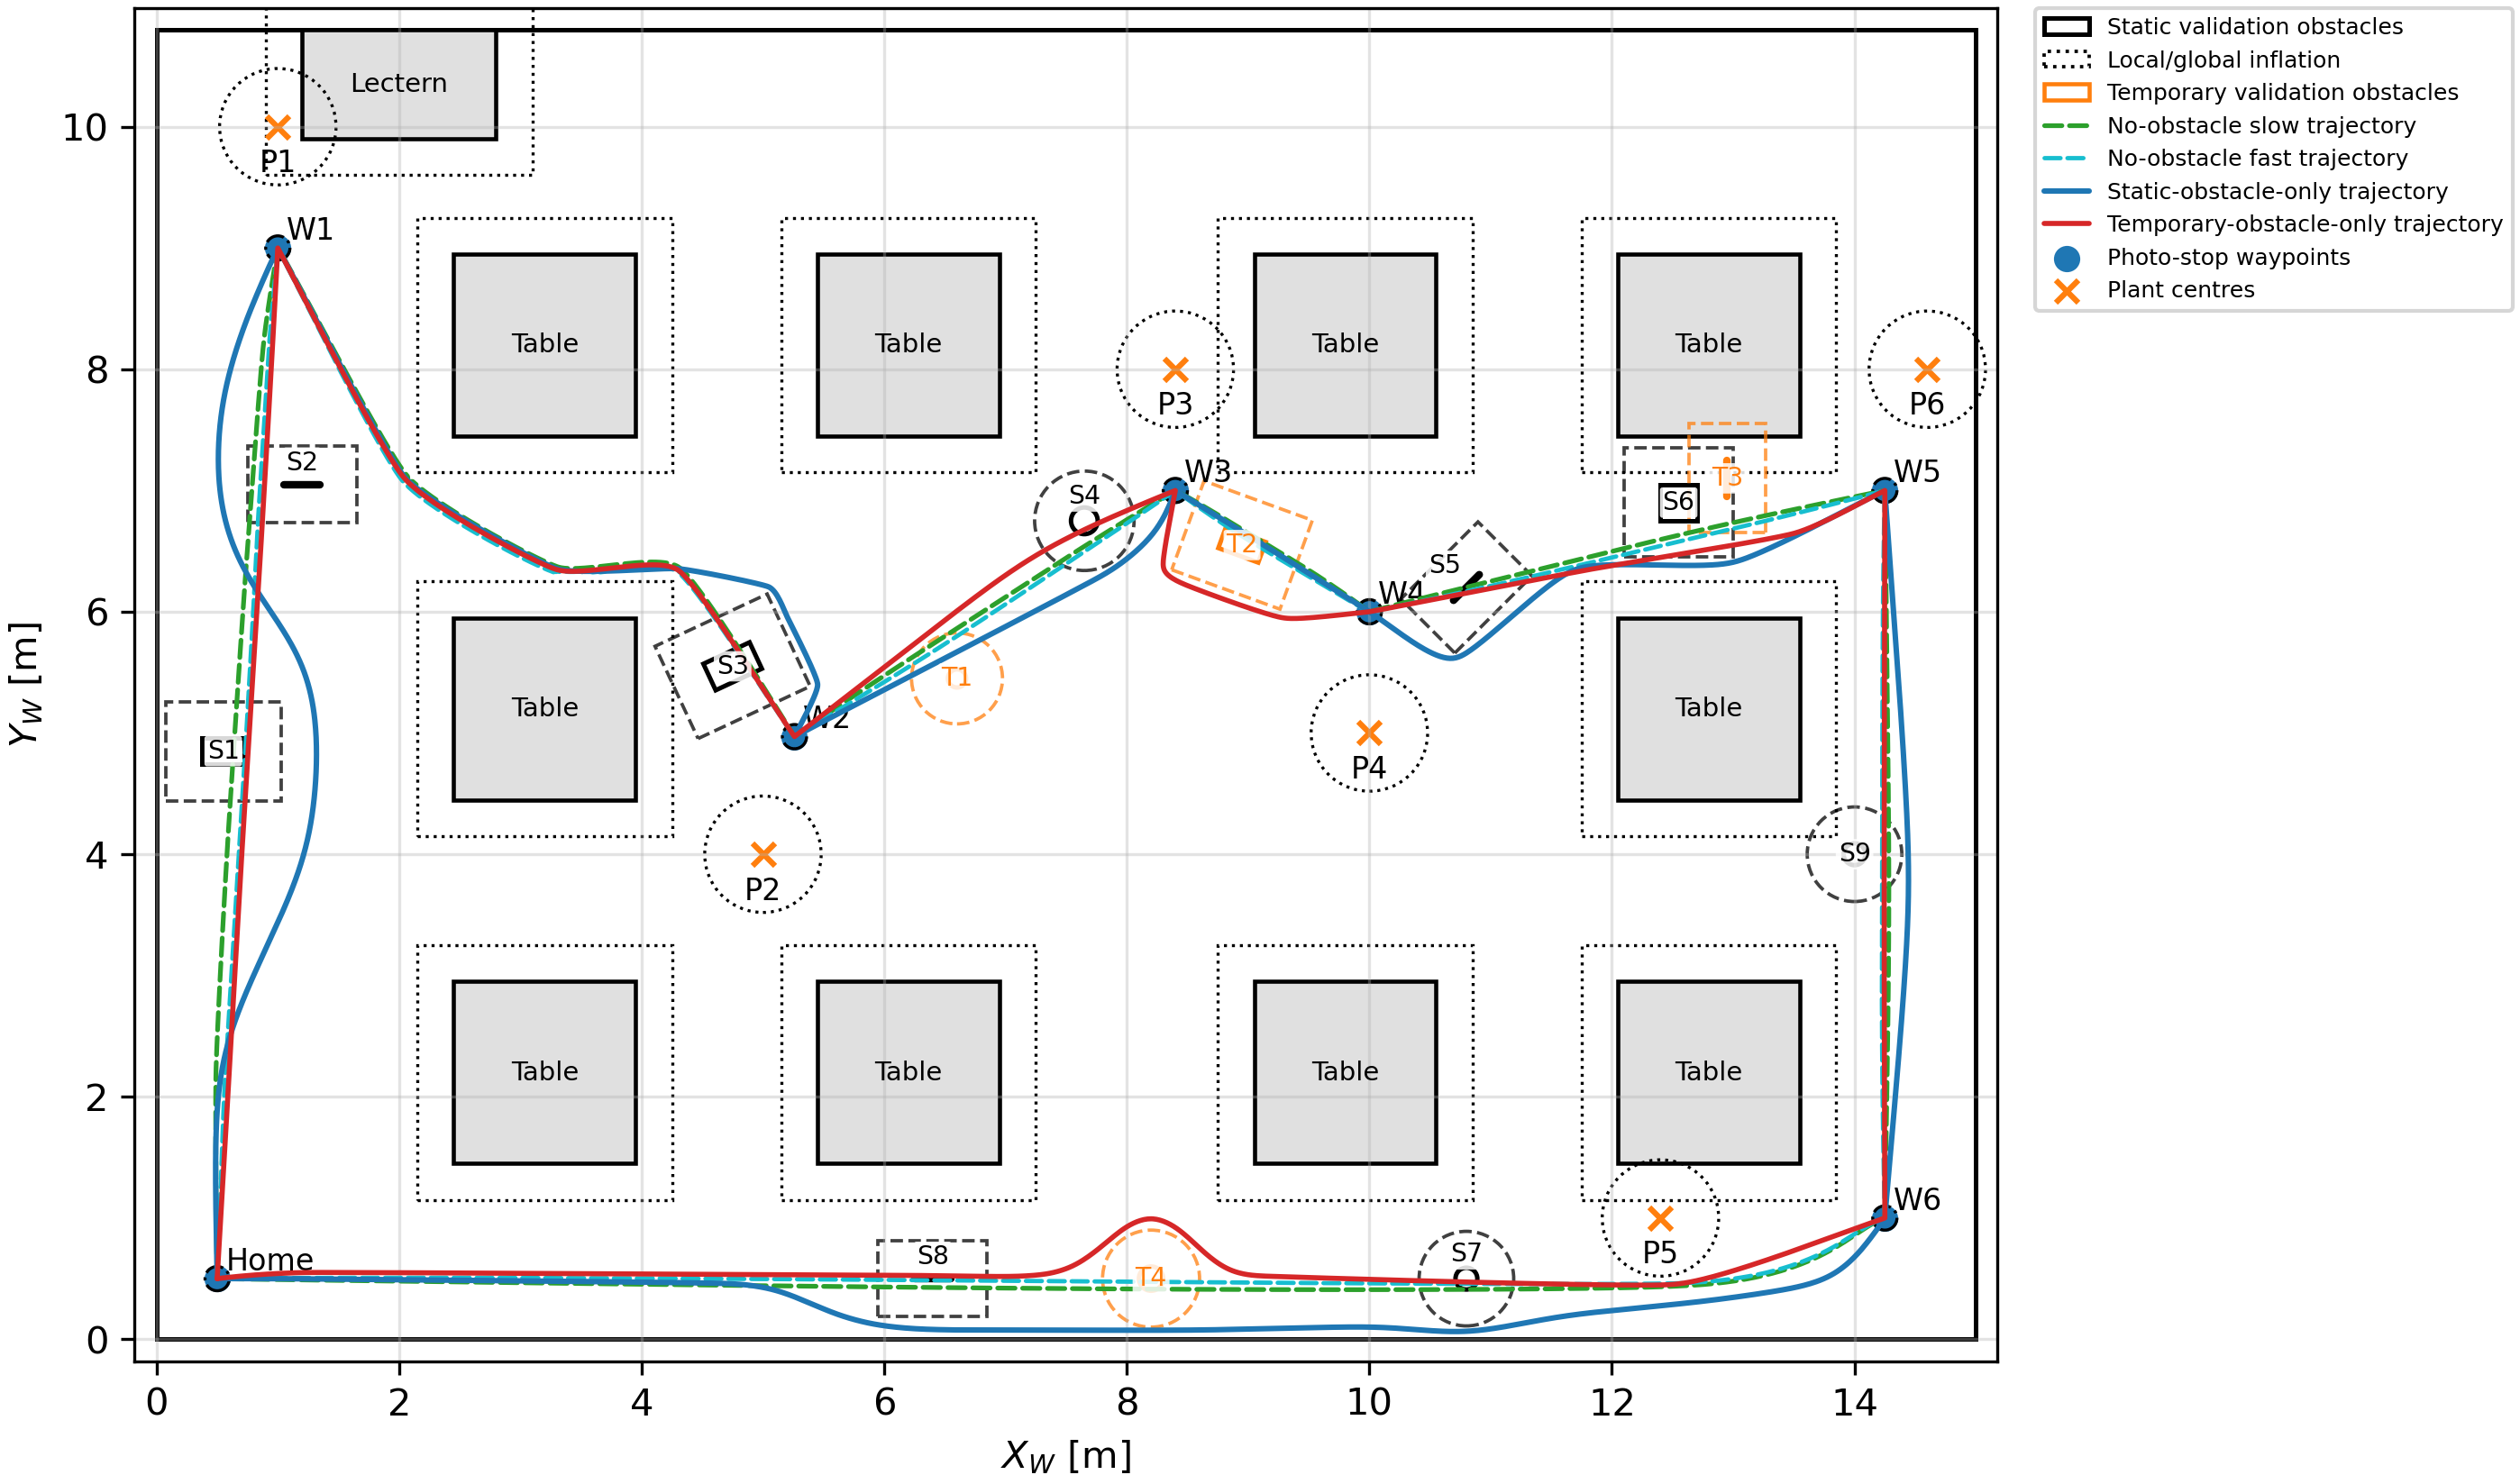 Lectern
P1
W1
Table
Table
Table
Table
P3
P6
S2
S4
W3
T2
S5
W4
T3
S6
W5
Table
S3
W2
T1
P4
Table
S1
P2
S9
Table
Table
Table
Table
Home
S8
T4
S7
P5
W6
0
2
4
6
8
10
0
2
4
6
8
10
12
14
X_W [m]
Y_W [m]
Static validation obstacles
Local/global inflation
Temporary validation obstacles
No-obstacle slow trajectory
No-obstacle fast trajectory
Static-obstacle-only trajectory
Temporary-obstacle-only trajectory
Photo-stop waypoints
Plant centres